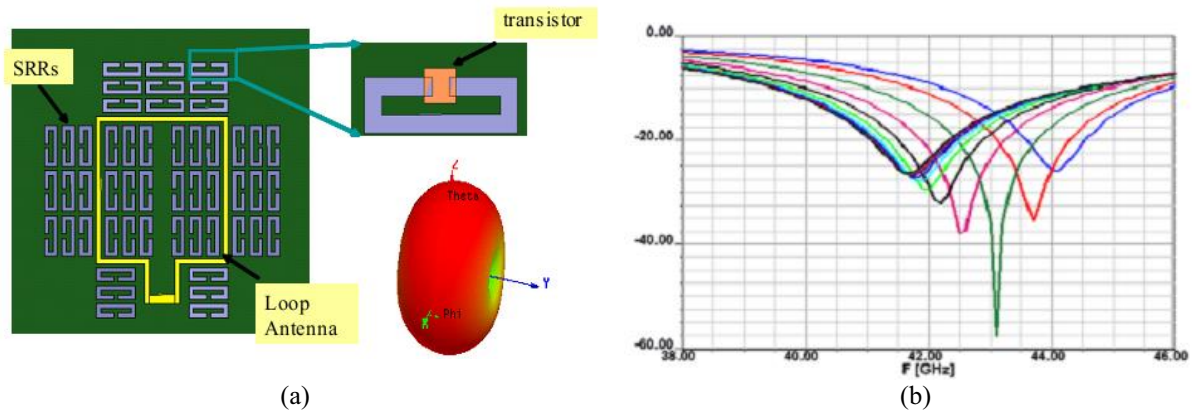 SRRs
transistor
Loop
Antenna
Z
Theta
Y
Phi
(a)
0.00
-20.00
-40.00
-60.00
38.00
40.00
42.00
44.00
46.00
F [GHz]
(b)